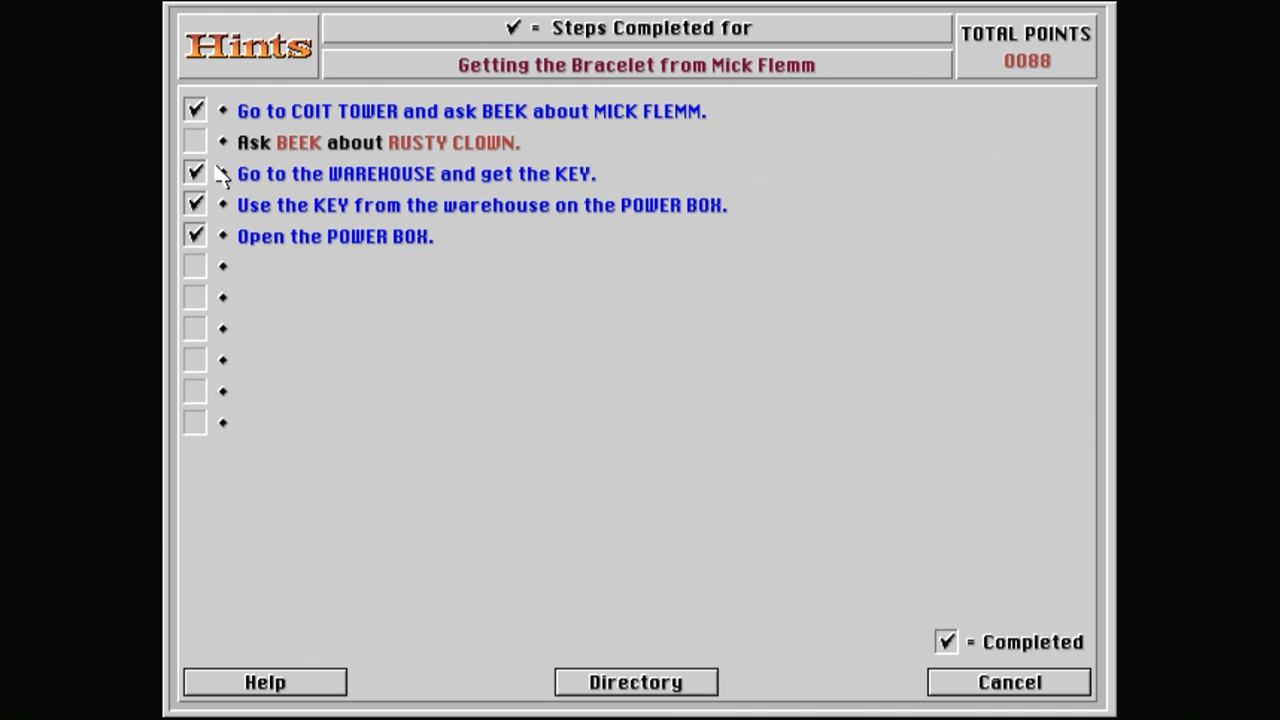 Hints
✓ = Steps Completed for
Getting the Bracelet from Mick Flemm
TOTAL POINTS
0088
✓ ◆ Go to COIT TOWER and ask BEEK about MICK FLEMM.
◆ Ask BEEK about RUSTY CLOWN.
✓ ◆ Go to the WAREHOUSE and get the KEY.
✓ ◆ Use the KEY from the warehouse on the POWER BOX.
✓ ◆ Open the POWER BOX.
✓ = Completed
Help
Directory
Cancel